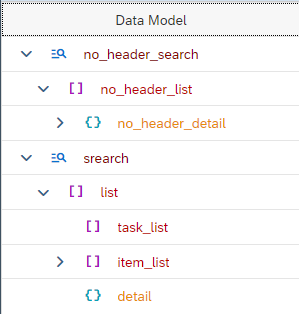 Data Model
no_header_search
[] no_header_list
{} no_header_detail
srearch
[] list
[] task_list
[] item_list
{} detail